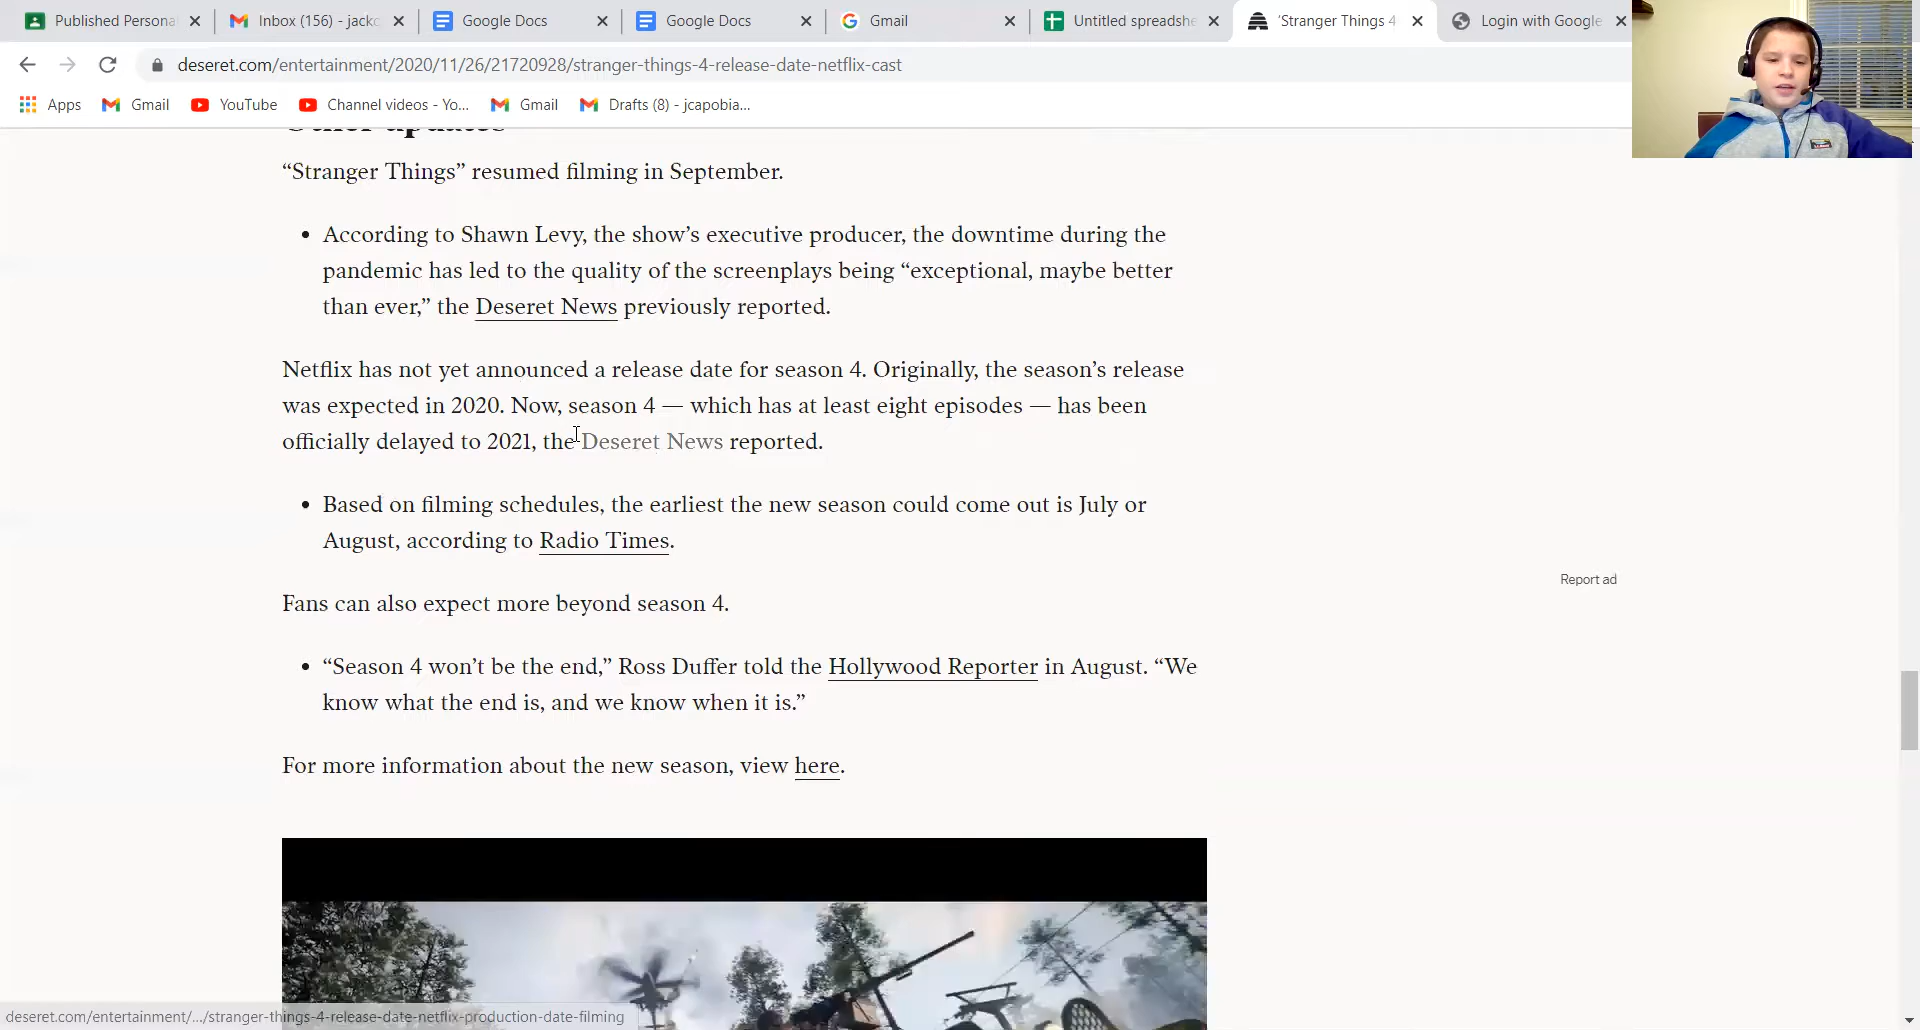 Published Persona
Inbox (156) - jackc
Google Docs
Google Docs
Gmail
Untitled spreadshe
'Stranger Things 4
Login with Google
deseret.com/entertainment/2020/11/26/21720928/stranger-things-4-release-date-netflix-cast
Apps
Gmail
YouTube
Channel videos - Yo...
Gmail
Drafts (8) - jcapobia...
Other updates
“Stranger Things” resumed filming in September.
• According to Shawn Levy, the show’s executive producer, the downtime during the
pandemic has led to the quality of the screenplays being “exceptional, maybe better
than ever,” the Deseret News previously reported.
Netflix has not yet announced a release date for season 4. Originally, the season’s release
was expected in 2020. Now, season 4 — which has at least eight episodes — has been
officially delayed to 2021, the Deseret News reported.
• Based on filming schedules, the earliest the new season could come out is July or
August, according to Radio Times.
Report ad
Fans can also expect more beyond season 4.
• “Season 4 won’t be the end,” Ross Duffer told the Hollywood Reporter in August. “We
know what the end is, and we know when it is.”
For more information about the new season, view here.
deseret.com/entertainment/.../stranger-things-4-release-date-netflix-production-date-filming